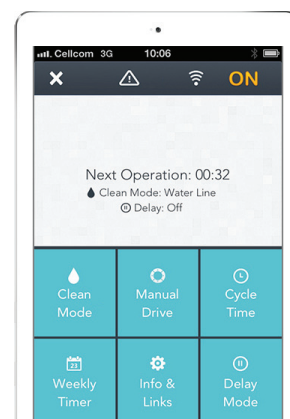 Cellcom 3G 10:06
ON
Next Operation: 00:32
Clean Mode: Water Line
Delay: Off
Clean Mode
Manual Drive
Cycle Time
23
Weekly Timer
Info & Links
Delay Mode